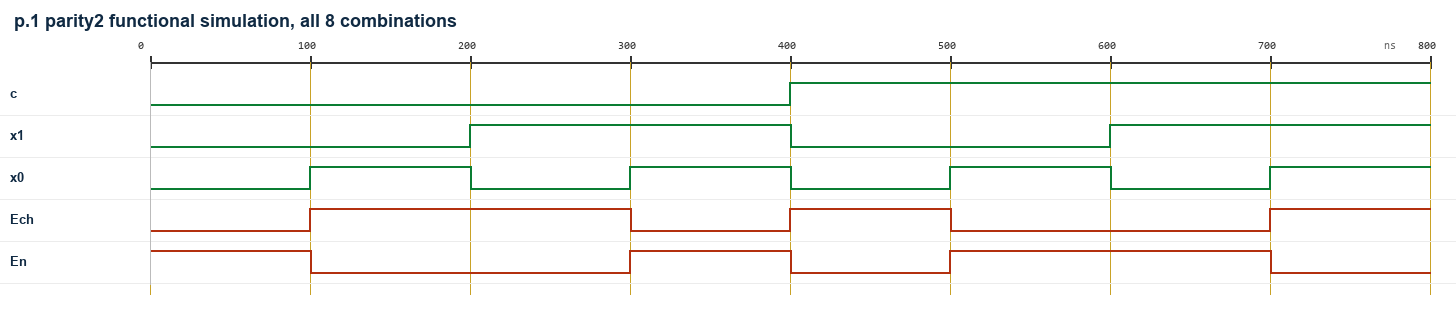 p.1 parity2 functional simulation, all 8 combinations
0 100 200 300 400 500 600 700 ns 800
c
x1
x0
Ech
En